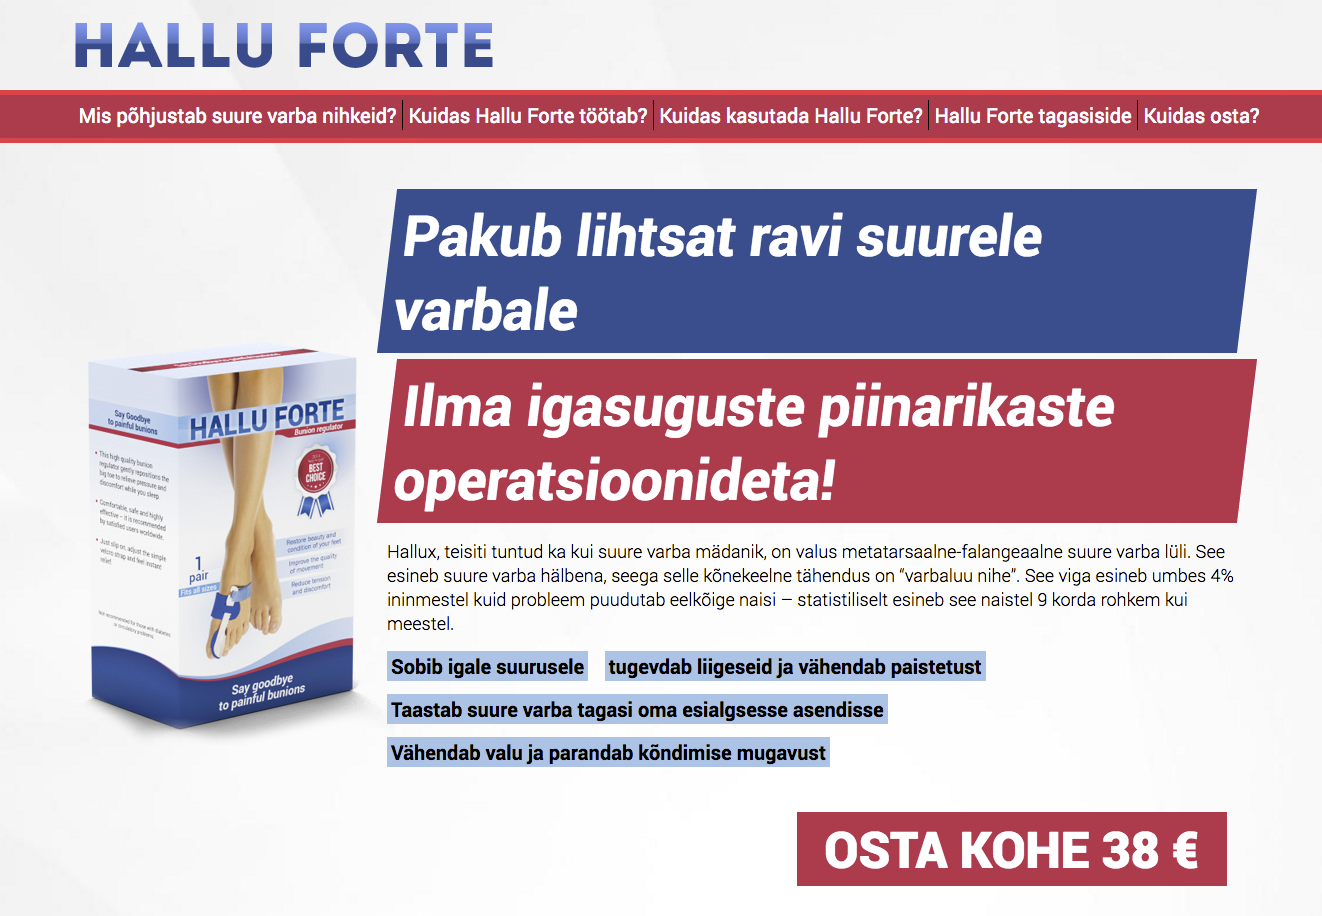 HALLU FORTE
Mis põhjustab suure varba nihkeid? Kuidas Hallu Forte töötab? Kuidas kasutada Hallu Forte? Hallu Forte tagasiside Kuidas osta?
Pakub lihtsat ravi suurele
varbale
Ilma igasuguste piinarikaste
operatsioonideta!
Hallux, teisiti tuntud ka kui suure varba mädanik, on valus metatarsaalne-falangeaalne suure varba lüli. See
esineb suure varba hälbena, seega selle kõnekeelne tähendus on “varbaluu nihe”. See viga esineb umbes 4%
ininmestel kuid probleem puudutab eelkõige naisi – statistiliselt esineb see naistel 9 korda rohkem kui
meestel.
Sobib igale suurusele tugevdab liigeseid ja vähendab paistetust
Taastab suure varba tagasi oma esialgsesse asendisse
Vähendab valu ja parandab kõndimise mugavust
OSTA KOHE 38 €
Say Goodbye
to painful bunions
This high quality bunion
regulator gently repositions the
big toe to relieve pressure and
discomfort while you sleep.
Comfortable, safe and highly
effective – it is recommended
by satisfied users worldwide.
Just slip on, adjust the simple
velcro strap and feel instant
relief.
Not recommended for those with diabetes
or circulatory problems.
HALLU FORTE
Bunion regulator
BEST
CHOICE
Restore beauty and
condition of your feet
Improve the quality
of movement
Reduce tension
and discomfort
1
pair
Fits all sizes
Say goodbye
to painful bunions